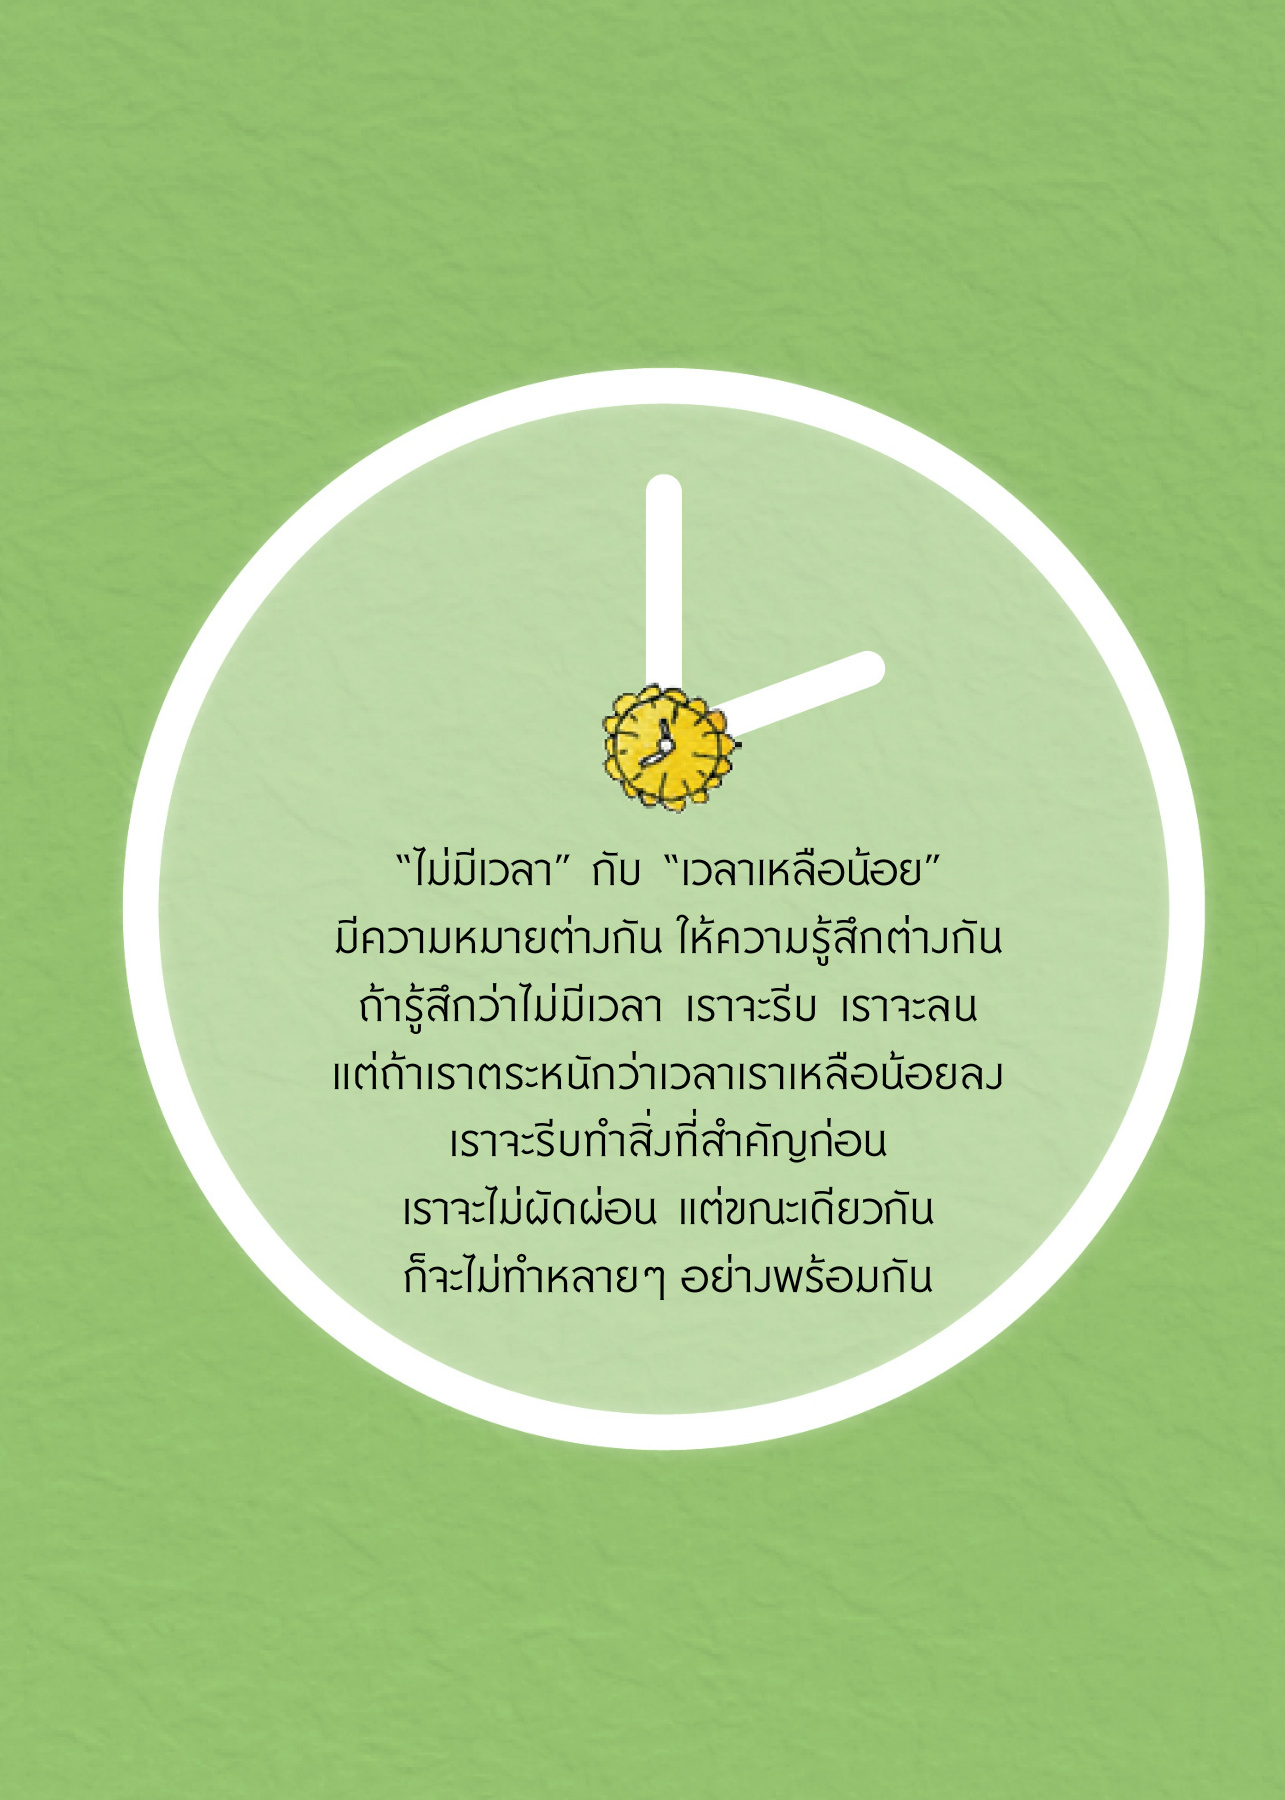 “ไม่มีเวลา” กับ “เวลาเหลือน้อย”
มีความหมายต่างกัน ให้ความรู้สึกต่างกัน
ถ้ารู้สึกว่าไม่มีเวลา เราจะรีบ เราจะลน
แต่ถ้าเราตระหนักว่าเวลาเราเหลือน้อยลง
เราจะรีบทำสิ่งที่สำคัญก่อน
เราจะไม่ผัดผ่อน แต่ขณะเดียวกัน
ก็จะไม่ทำหลายๆ อย่างพร้อมกัน